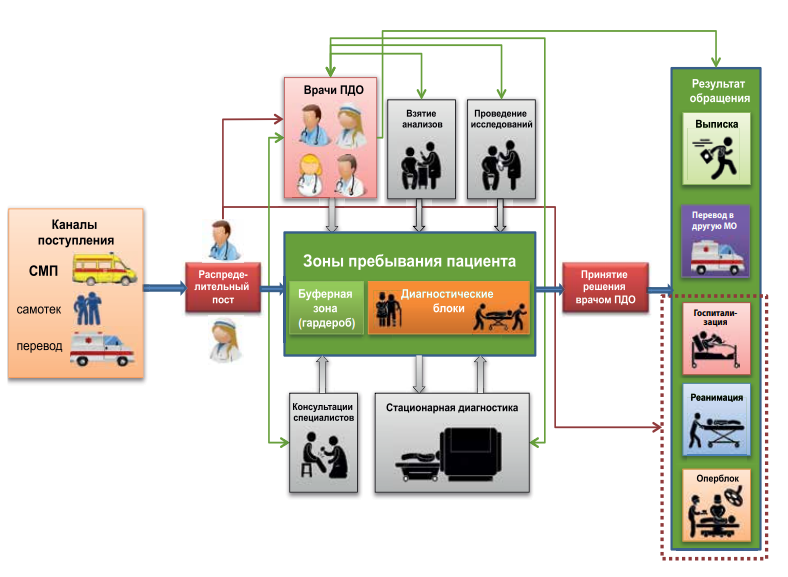 Каналы
поступления
СМП
самотек
перевод
Распреде-
лительный
пост
Врачи ПДО
Взятие
анализов
Проведение
исследований
Зоны пребывания пациента
Буферная
зона
(гардероб)
Диагностические
блоки
Консультации
специалистов
Стационарная диагностика
Принятие
решения
врачом ПДО
Результат
обращения
Выписка
Перевод в
другую МО
Госпитали-
зация
Реанимация
Оперблок